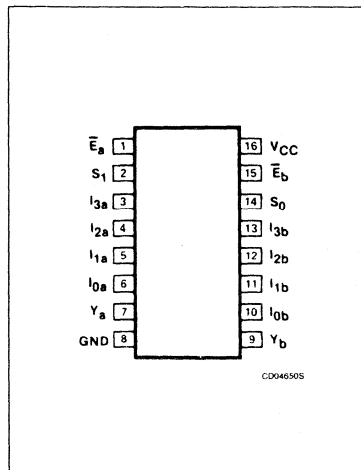 Ēa 1 16 VCC
S1 2 15 Ēb
I3a 3 14 S0
I2a 4 13 I3b
I1a 5 12 I2b
I0a 6 11 I1b
Ya 7 10 I0b
GND 8 9 Yb
CD04650S